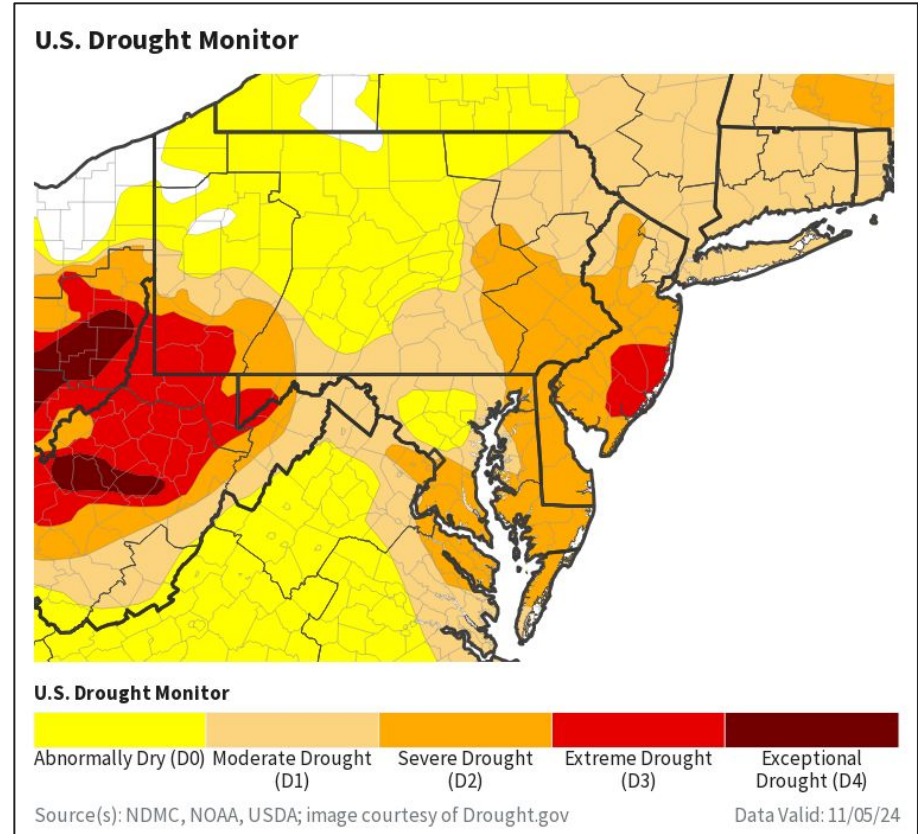 U.S. Drought Monitor
U.S. Drought Monitor
Abnormally Dry (D0) Moderate Drought Severe Drought Extreme Drought Exceptional
(D1) (D2) (D3) Drought (D4)
Source(s): NDMC, NOAA, USDA; image courtesy of Drought.gov Data Valid: 11/05/24